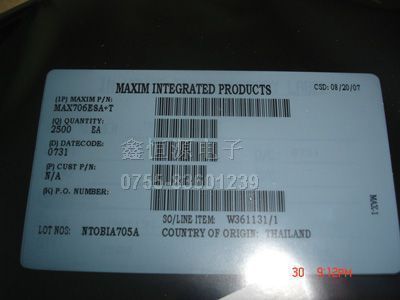 MAXIM INTEGRATED PRODUCTS
CSD: 08/20/07
(1P) MAXIM P/N:
MAX706ESA+T
(Q) QUANTITY:
2500 EA
(D) DATECODE:
0731
(P) CUST P/N:
N/A
(K) P.O. NUMBER:
SO/LINE ITEM: W361131/1
LOT NOS: NTOBIA705A
COUNTRY OF ORIGIN: THAILAND
MAX-1
鑫恒源电子
0755-83601239
30 9:12PM